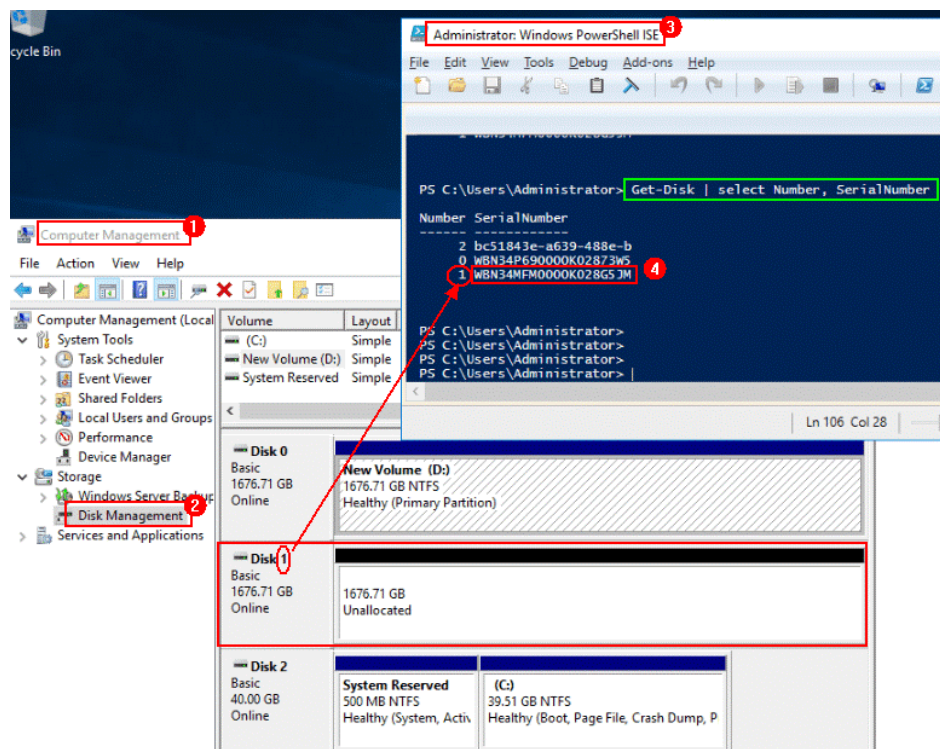 cycle Bin
3
Administrator: Windows PowerShell ISE
File Edit View Tools Debug Add-ons Help
PS C:\Users\Administrator> Get-Disk | select Number, SerialNumber
Number SerialNumber
------ ------------
2 bc51843e-a639-488e-b
0 WBN34P690000K02873W5
1 WBN34MFM0000K028G5JM
4
PS C:\Users\Administrator>
PS C:\Users\Administrator>
PS C:\Users\Administrator>
PS C:\Users\Administrator>
Ln 106 Col 28
1
Computer Management
File Action View Help
Computer Management (Local
System Tools
Task Scheduler
Event Viewer
Shared Folders
Local Users and Groups
Performance
Device Manager
Storage
Windows Server Backup
2
Disk Management
Services and Applications
Volume Layout
(C:) Simple
New Volume (D:) Simple
System Reserved Simple
Disk 0
Basic
1676.71 GB
Online
New Volume (D:)
1676.71 GB NTFS
Healthy (Primary Partition)
Disk 1
Basic
1676.71 GB
Online
1676.71 GB
Unallocated
Disk 2
Basic
40.00 GB
Online
System Reserved
500 MB NTFS
Healthy (System, Activ
(C:)
39.51 GB NTFS
Healthy (Boot, Page File, Crash Dump, P